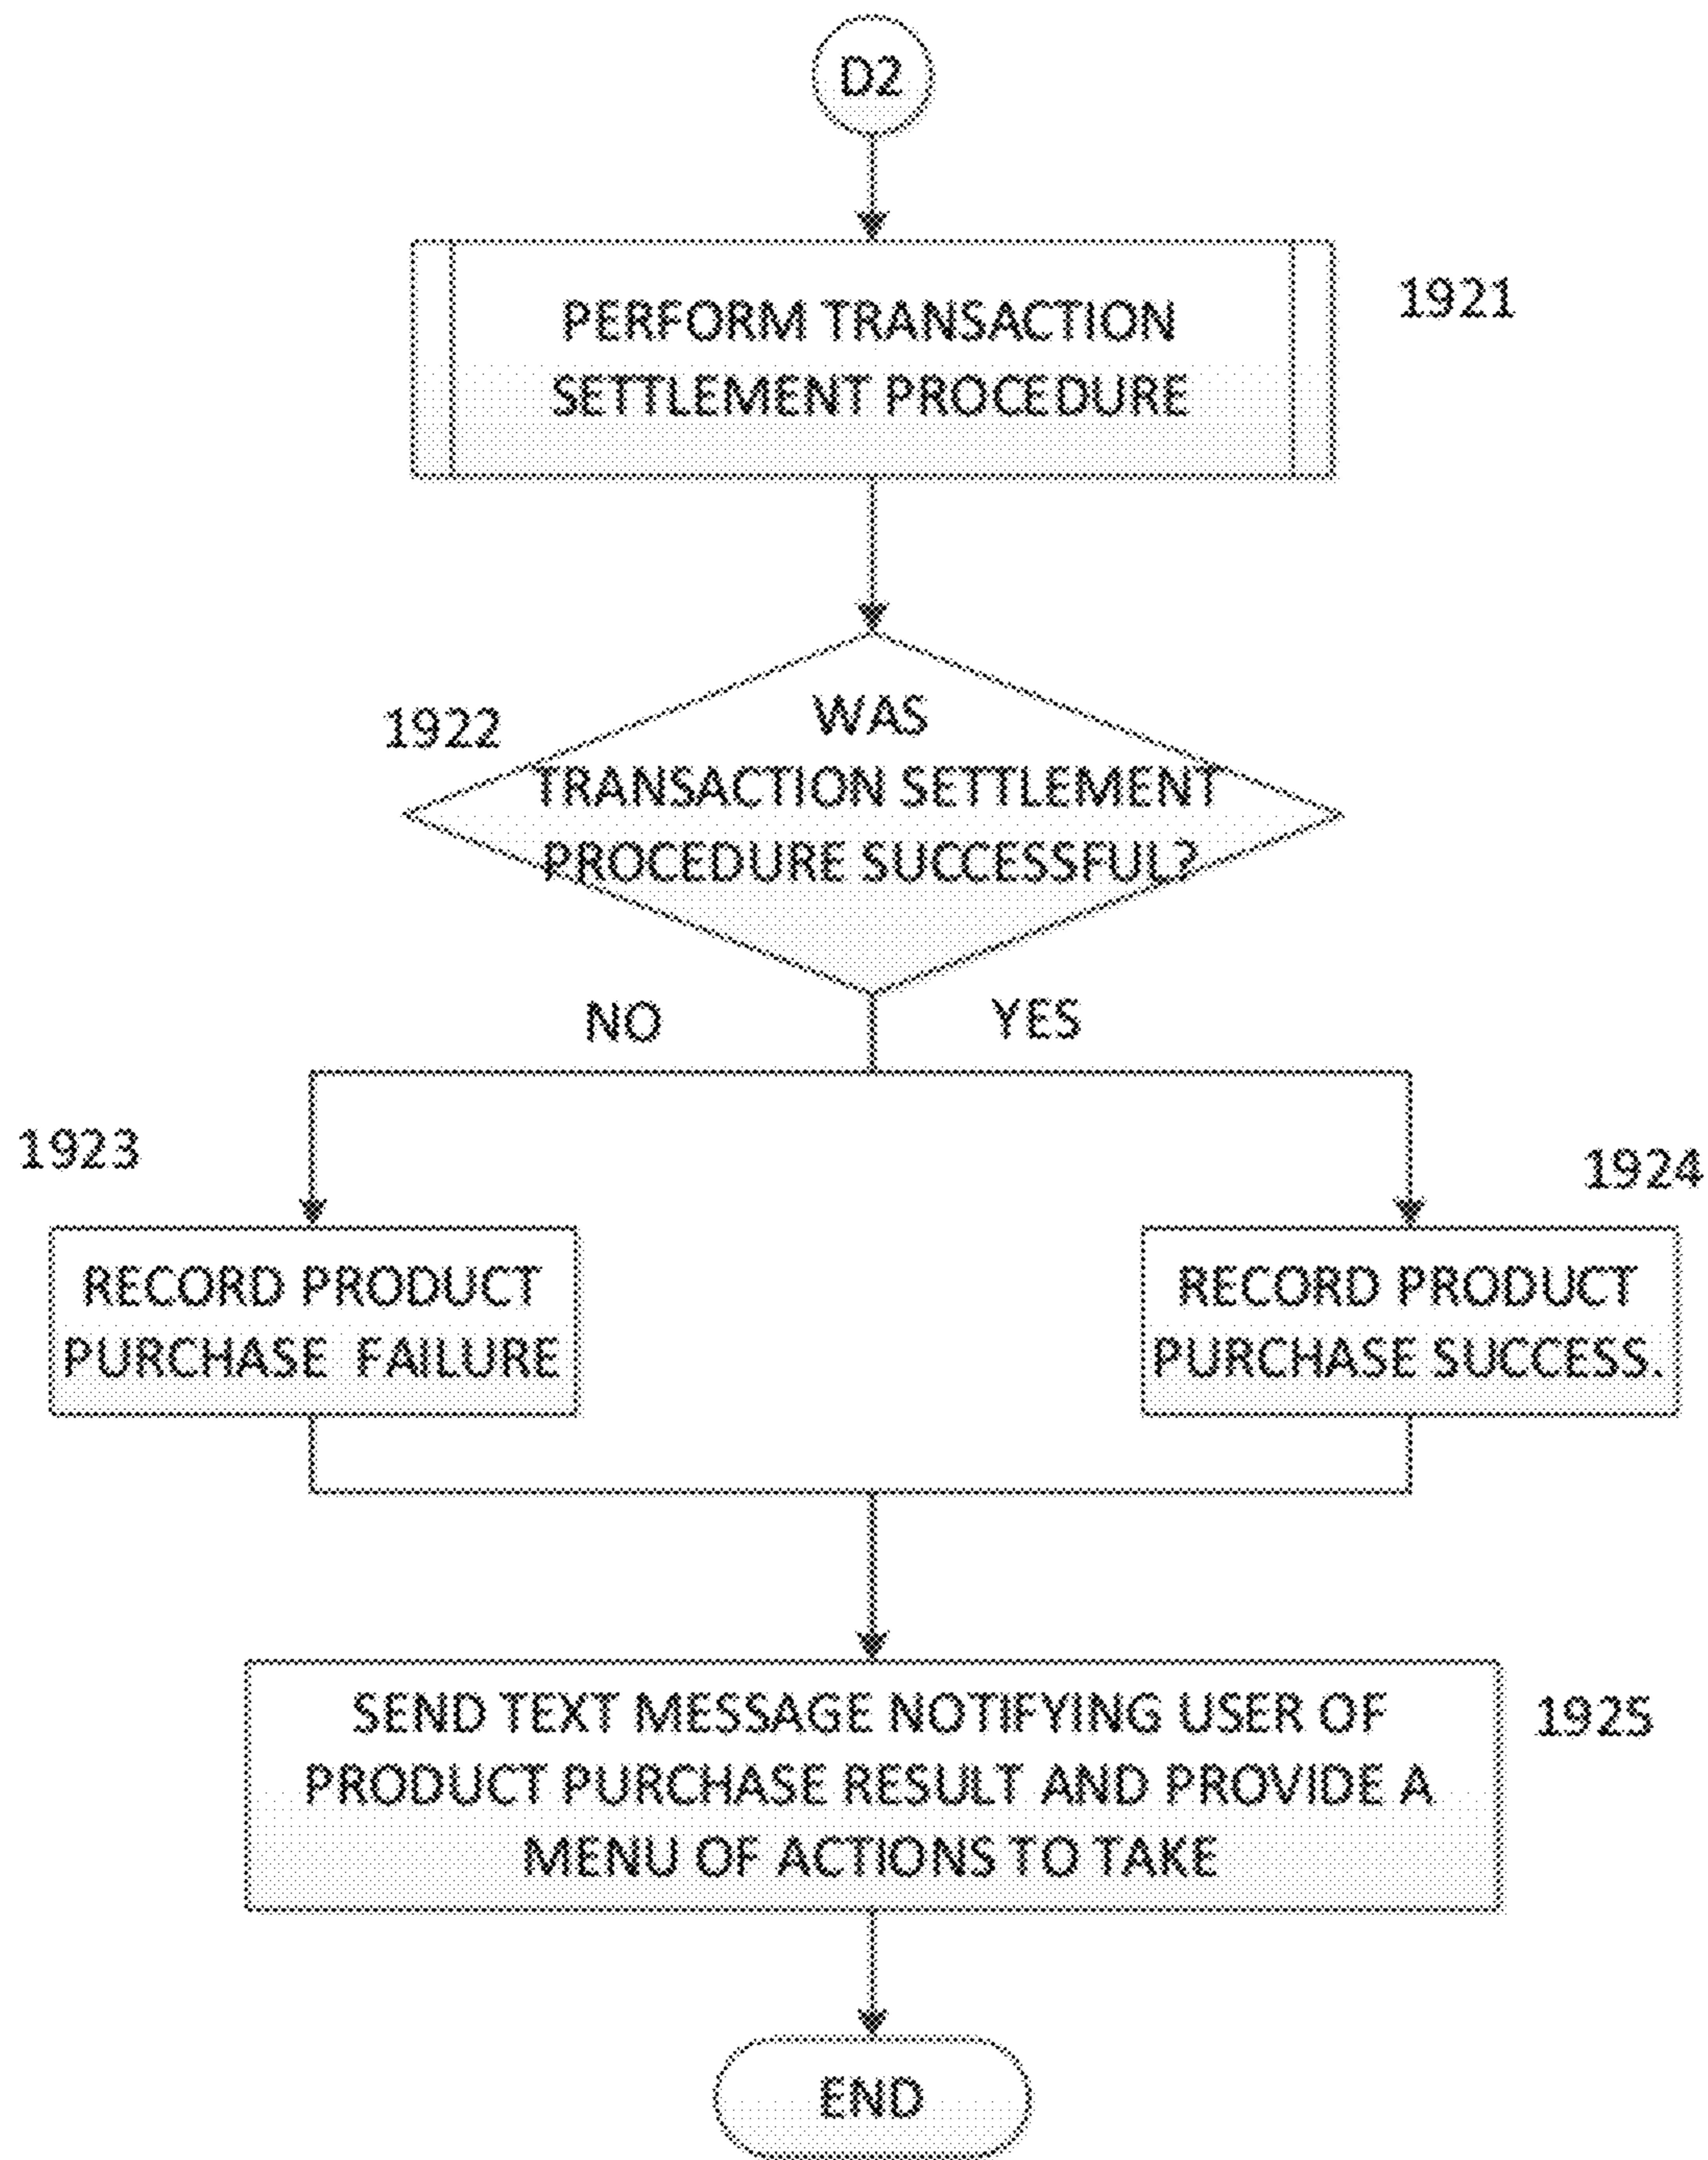 D2
PERFORM TRANSACTION
SETTLEMENT PROCEDURE
1921
1922
WAS
TRANSACTION SETTLEMENT
PROCEDURE SUCCESSFUL?
NO
YES
1923
1924
RECORD PRODUCT
PURCHASE FAILURE
RECORD PRODUCT
PURCHASE SUCCESS.
SEND TEXT MESSAGE NOTIFYING USER OF
PRODUCT PURCHASE RESULT AND PROVIDE A
MENU OF ACTIONS TO TAKE
1925
END